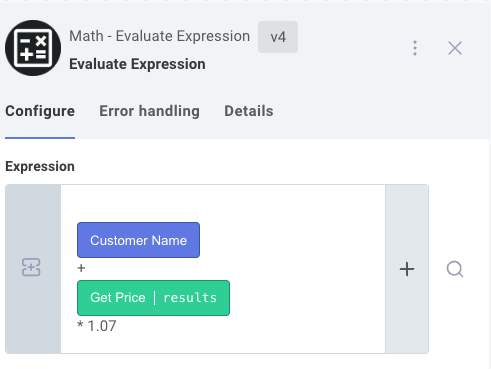 Math - Evaluate Expression v4
Evaluate Expression
Configure Error handling Details
Expression
Customer Name
+
Get Price | results
* 1.07